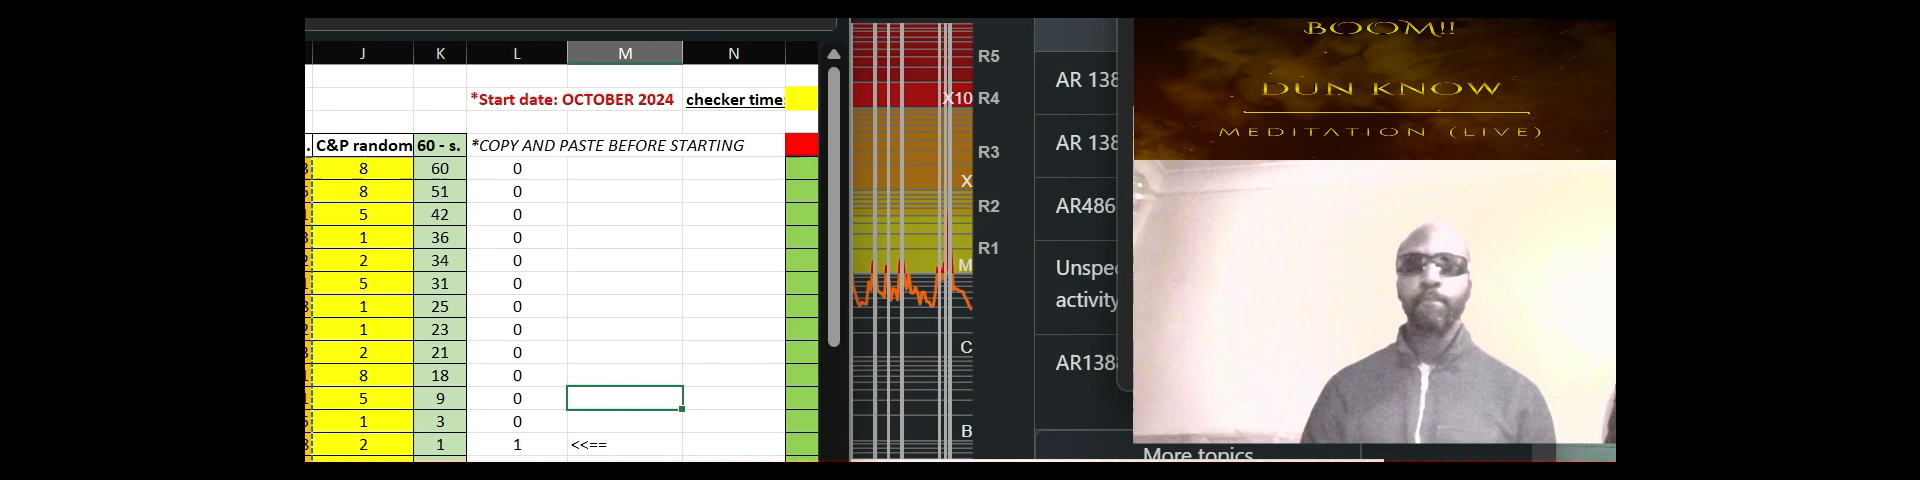 J K L M N
*Start date: OCTOBER 2024 checker time:
. C&P random 60 - s. *COPY AND PASTE BEFORE STARTING
8 60 0
8 51 0
5 42 0
1 36 0
2 34 0
5 31 0
1 25 0
1 23 0
2 21 0
8 18 0
5 9 0
1 3 0
2 1 1 <<==
R5
X10 R4
R3
X
R2
R1
M
C
B
AR 138
AR 138
AR486
Unspe
activity
AR138
More topics
BOOM!!
DUN KNOW
MEDITATION (LIVE)